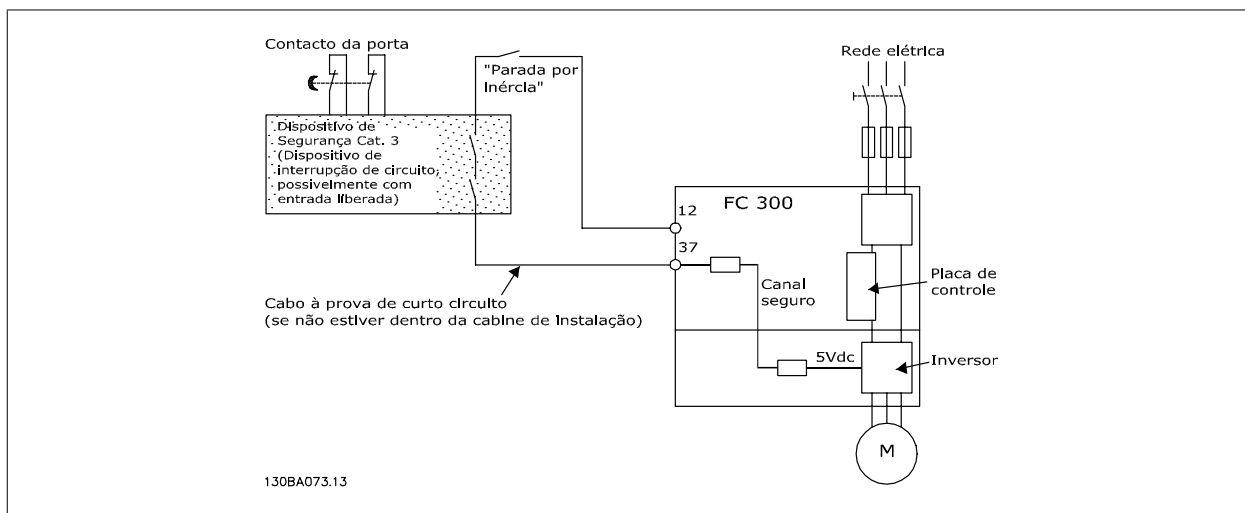 Contacto da porta
"Parada por
Inércia"
Rede elétrica
Dispositivo de
Segurança Cat. 3
(Dispositivo de
interrupção de circuito,
possivelmente com
entrada liberada)
12
FC 300
37
Canal
seguro
Placa de
controle
Cabo à prova de curto circuito
(se não estiver dentro da cabine de instalação)
5Vdc
Inversor
M
130BA073.13